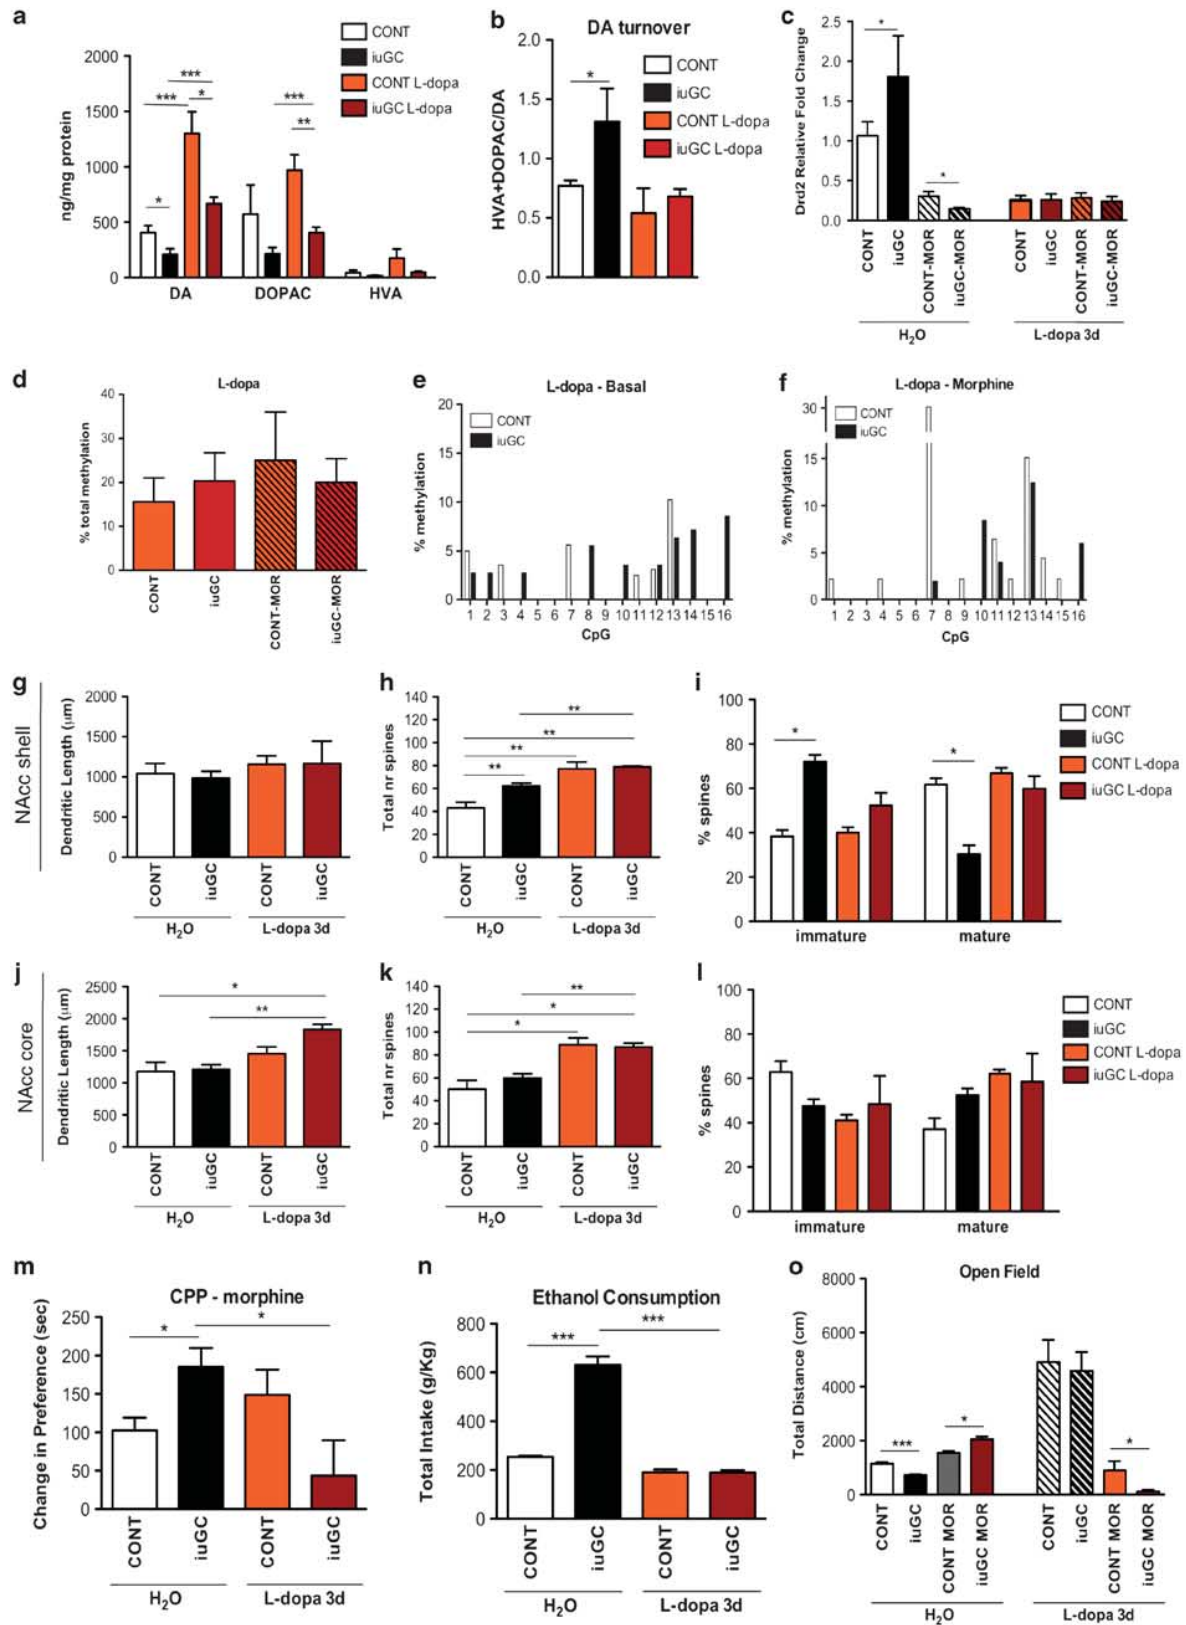 a
CONT
iuGC
CONT L-dopa
iuGC L-dopa
ng/mg protein
2000
1500
1000
500
0
***
***
*
*
***
**
DA
DOPAC
HVA
b
DA turnover
HVA+DOPAC/DA
2.0
1.5
1.0
0.5
0.0
*
CONT
iuGC
CONT L-dopa
iuGC L-dopa
c
Drd2 Relative Fold Change
2.5
2.0
1.5
1.0
0.5
0.0
*
*
CONT
iuGC
CONT-MOR
iuGC-MOR
CONT
iuGC
CONT-MOR
iuGC-MOR
H2O
L-dopa 3d
d
L-dopa
% total methylation
40
30
20
10
0
CONT
iuGC
CONT-MOR
iuGC-MOR
e
L-dopa - Basal
CONT
iuGC
% methylation
20
15
10
5
0
1 2 3 4 5 6 7 8 9 10 11 12 13 14 15 16
CpG
f
L-dopa - Morphine
CONT
iuGC
% methylation
30
15
10
5
0
1 2 3 4 5 6 7 8 9 10 11 12 13 14 15 16
CpG
NAcc shell
g
Dendritic Length (μm)
2000
1500
1000
500
0
CONT
iuGC
CONT
iuGC
H2O
L-dopa 3d
h
Total nr spines
140
120
100
80
60
40
20
0
**
**
**
**
CONT
iuGC
CONT
iuGC
H2O
L-dopa 3d
i
% spines
100
80
60
40
20
0
*
*
immature
mature
CONT
iuGC
CONT L-dopa
iuGC L-dopa
NAcc core
j
Dendritic Length (μm)
2500
2000
1500
1000
500
0
*
**
CONT
iuGC
CONT
iuGC
H2O
L-dopa 3d
k
Total nr spines
140
120
100
80
60
40
20
0
**
*
*
CONT
iuGC
CONT
iuGC
H2O
L-dopa 3d
l
% spines
100
80
60
40
20
0
immature
mature
CONT
iuGC
CONT L-dopa
iuGC L-dopa
m
CPP - morphine
Change in Preference (sec)
250
200
150
100
50
0
*
*
CONT
iuGC
CONT
iuGC
H2O
L-dopa 3d
n
Ethanol Consumption
Total Intake (g/Kg)
800
600
400
200
0
***
***
CONT
iuGC
CONT
iuGC
H2O
L-dopa 3d
o
Open Field
Total Distance (cm)
8000
6000
4000
2000
0
***
*
*
CONT
iuGC
CONT MOR
iuGC MOR
CONT
iuGC
CONT MOR
iuGC MOR
H2O
L-dopa 3d